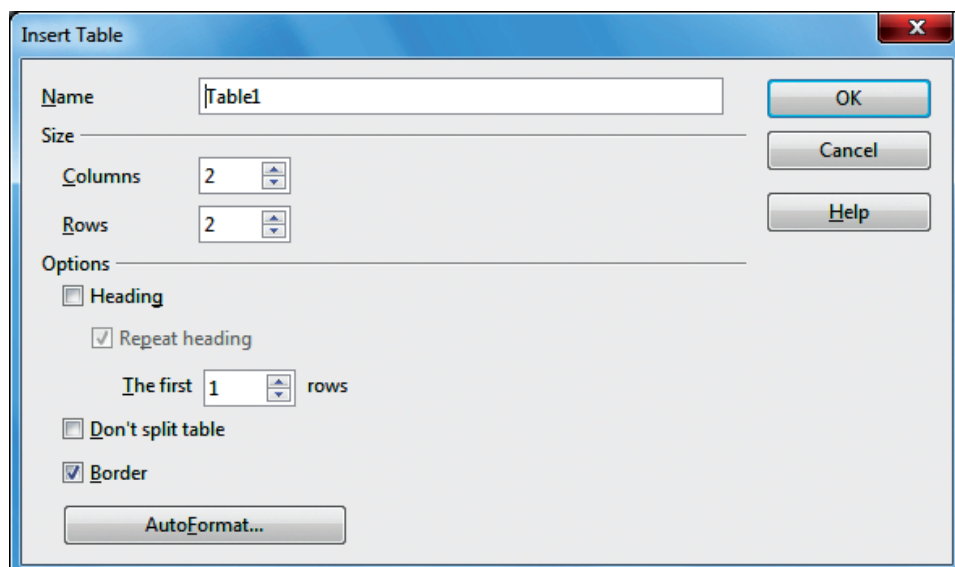 Insert Table
Name Table1
OK
Size
Cancel
Columns 2
Rows 2
Help
Options
Heading
Repeat heading
The first 1 rows
Don't split table
Border
AutoFormat...